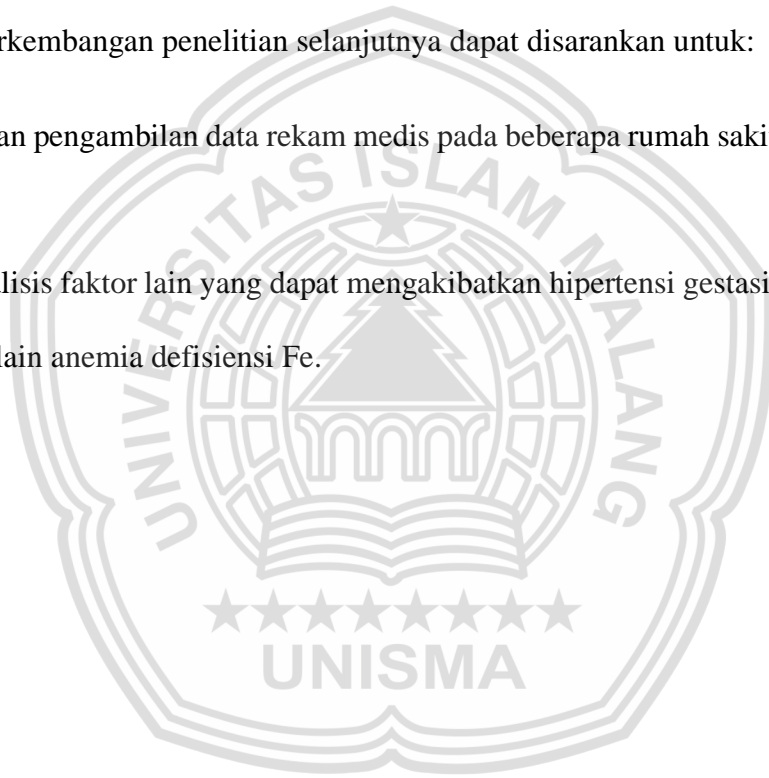 rkembangan penelitian selanjutnya dapat disarankan untuk:
an pengambilan data rekam medis pada beberapa rumah saki
lisis faktor lain yang dapat mengakibatkan hipertensi gestasi
lain anemia defisiensi Fe.
UNIVERSITAS ISLAM MALANG
UNISMA